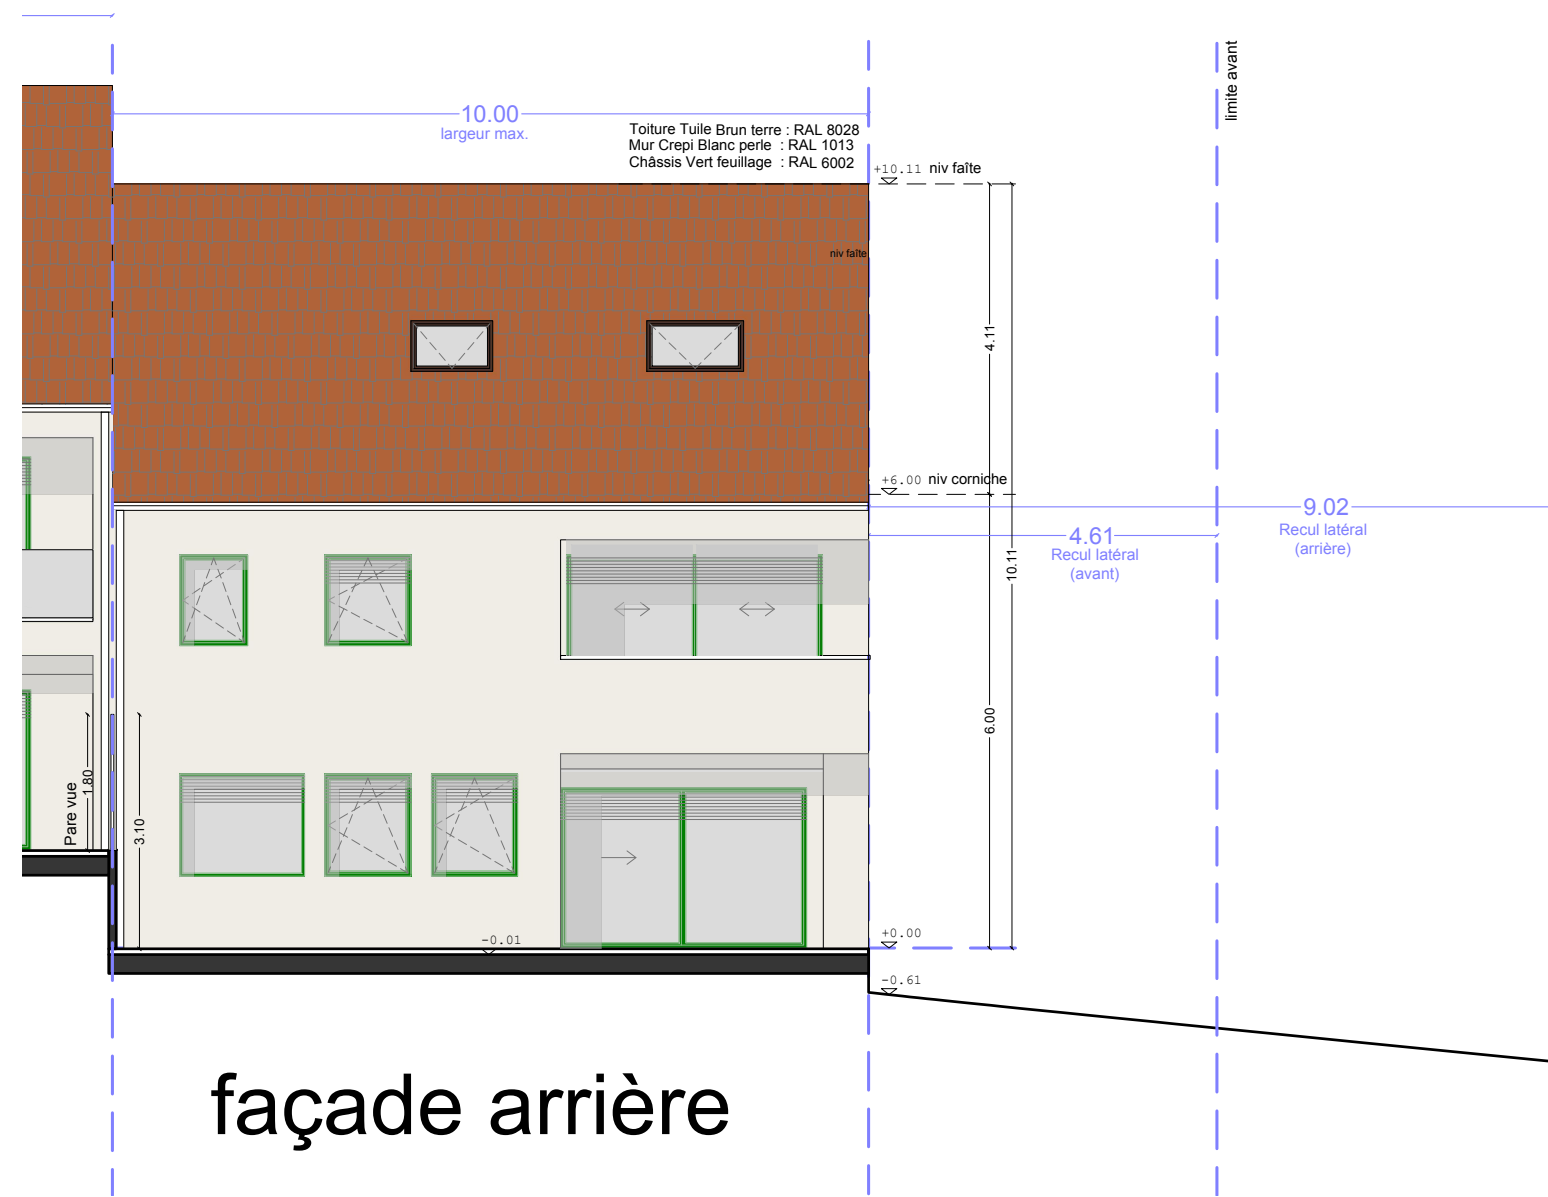 limite avant
10.00
largeur max.
Toiture Tuile Brun terre : RAL 8028
Mur Crepi Blanc perle : RAL 1013
Châssis Vert feuillage : RAL 6002
+10.11 niv faîte
niv faîte
4.11
+6.00 niv corniche
9.02
Recul latéral
(arrière)
4.61
Recul latéral
(avant)
10.11
6.00
Pare vue
1.80
3.10
-0.01
+0.00
-0.61
façade arrière